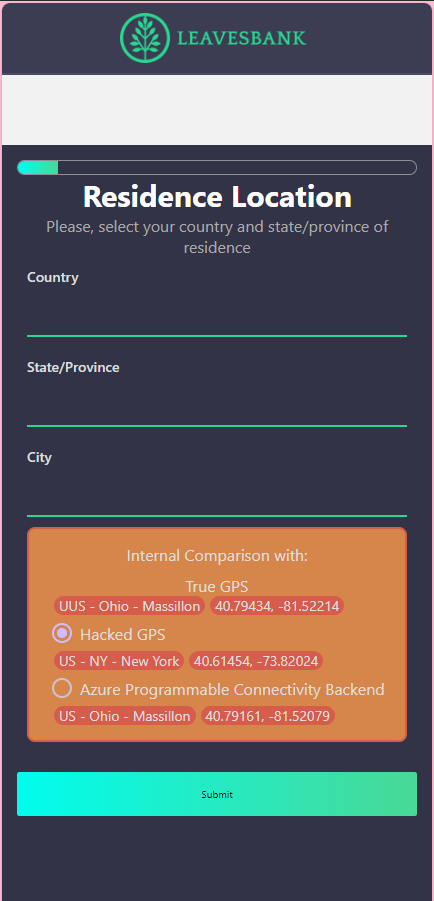 LEAVESBANK
Residence Location
Please, select your country and state/province of
residence
Country
State/Province
City
Internal Comparison with:
True GPS
UUS - Ohio - Massillon 40.79434, -81.52214
Hacked GPS
US - NY - New York 40.61454, -73.82024
Azure Programmable Connectivity Backend
US - Ohio - Massillon 40.79161, -81.52079
Submit